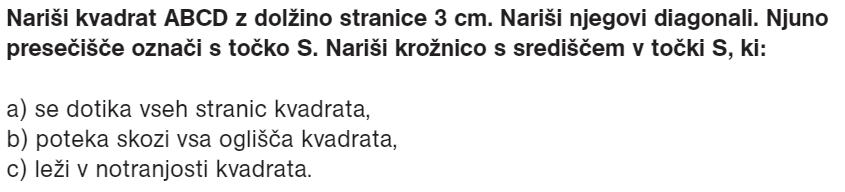 Nariši kvadrat ABCD z dolžino stranice 3 cm. Nariši njegovi diagonali. Njuno
presečišče označi s točko S. Nariši krožnico s središčem v točki S, ki:
a) se dotika vseh stranic kvadrata,
b) poteka skozi vsa oglišča kvadrata,
c) leži v notranjosti kvadrata.